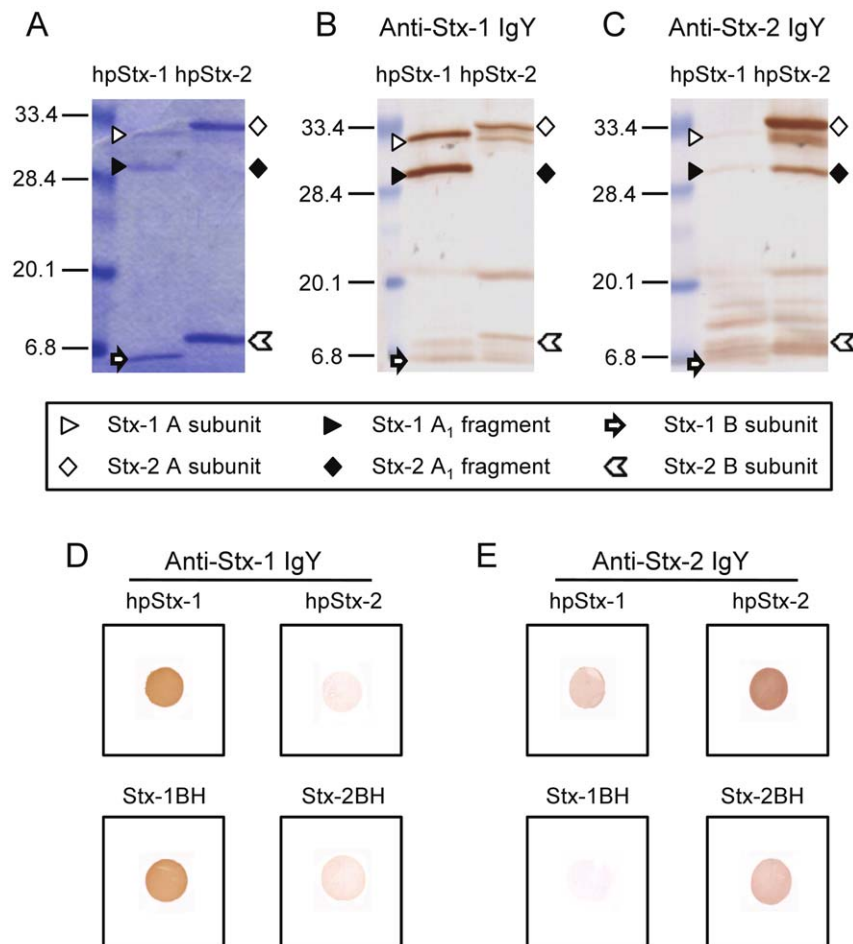 A
hpStx-1 hpStx-2
33.4
28.4
20.1
6.8
B
Anti-Stx-1 IgY
hpStx-1 hpStx-2
33.4
28.4
20.1
6.8
C
Anti-Stx-2 IgY
hpStx-1 hpStx-2
33.4
28.4
20.1
6.8
Stx-1 A subunit
Stx-1 A₁ fragment
Stx-1 B subunit
Stx-2 A subunit
Stx-2 A₁ fragment
Stx-2 B subunit
D
Anti-Stx-1 IgY
hpStx-1
hpStx-2
Stx-1BH
Stx-2BH
E
Anti-Stx-2 IgY
hpStx-1
hpStx-2
Stx-1BH
Stx-2BH